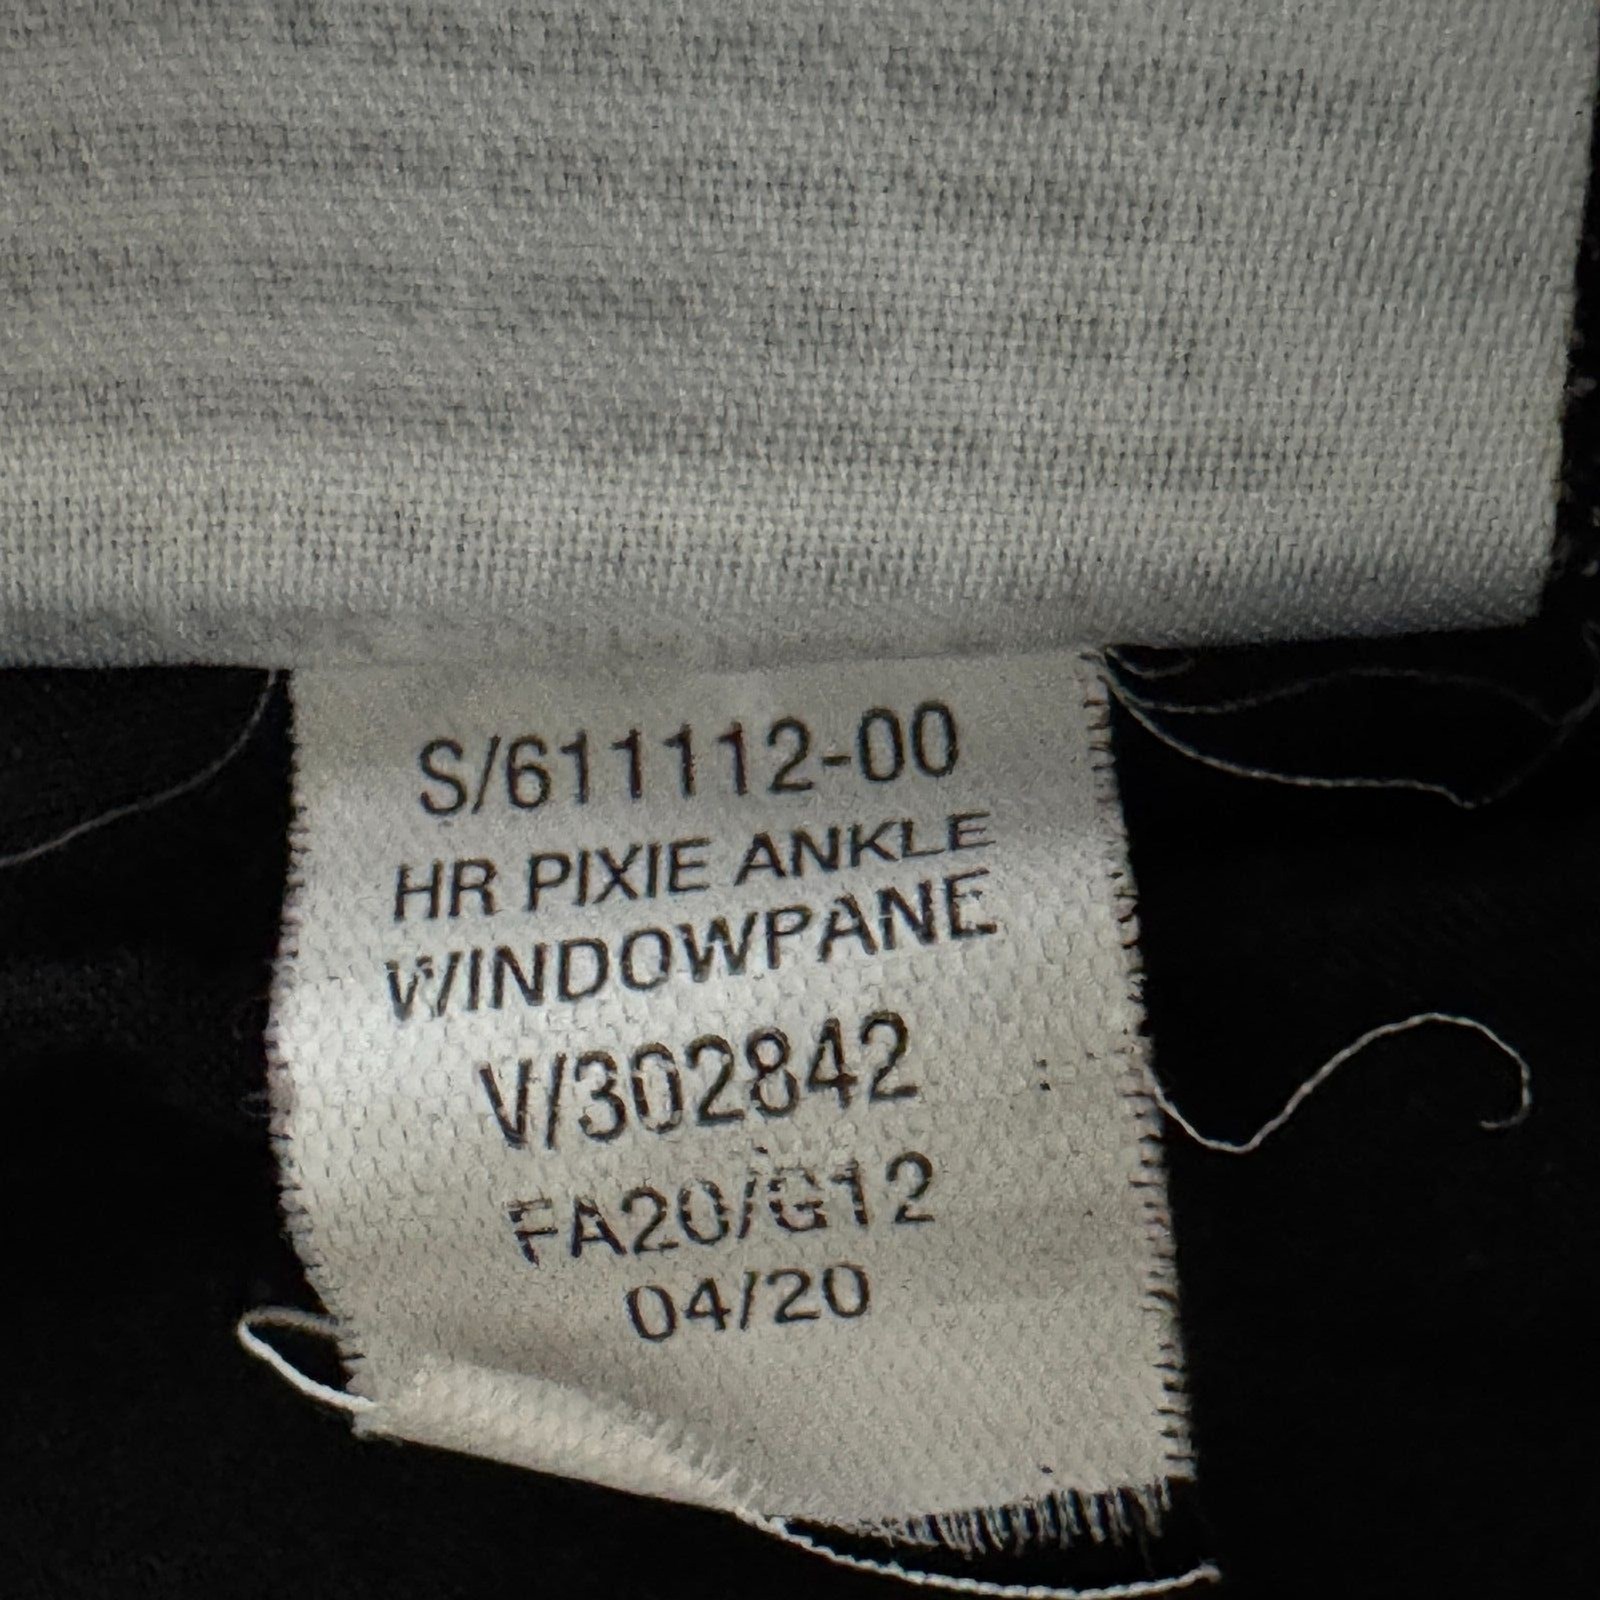 S/611112-00
HR PIXIE ANKLE
WINDOWPANE
V/302842
FA20/G12
04/20